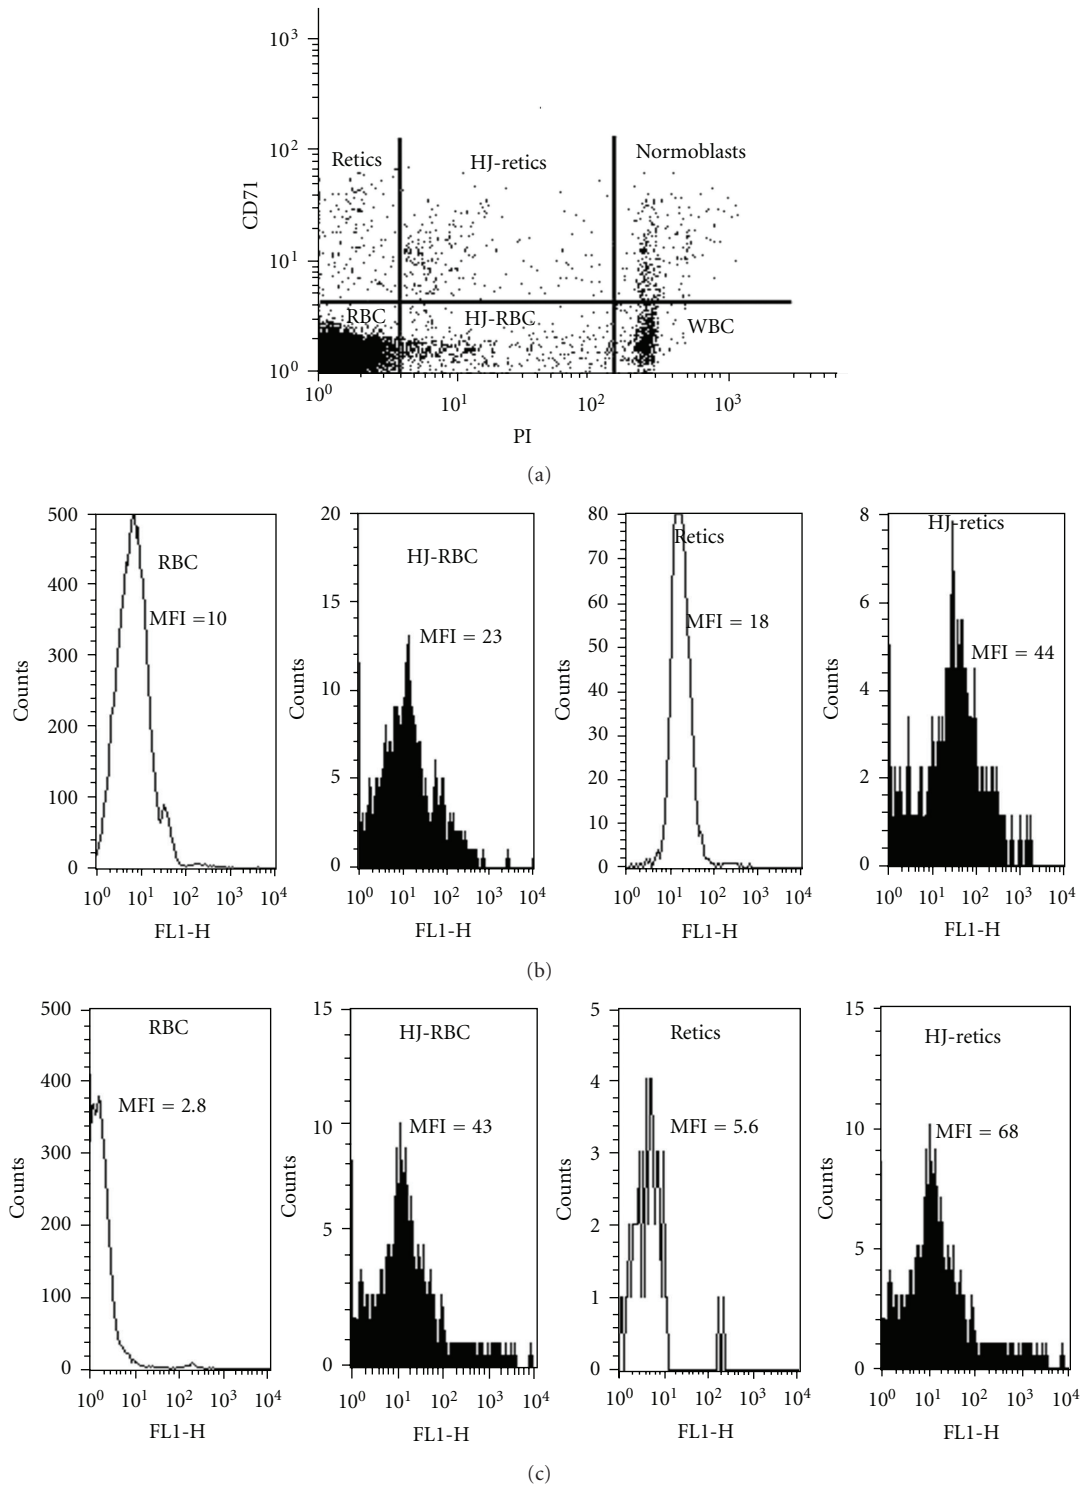 10³
10²
10¹
10⁰
CD71
Retics
HJ-retics
Normoblasts
RBC
HJ-RBC
WBC
10⁰ 10¹ 10² 10³
PI
(a)
500
400
300
200
100
0
Counts
RBC
MFI =10
10⁰ 10¹ 10² 10³ 10⁴
FL1-H
20
15
10
5
0
Counts
HJ-RBC
MFI = 23
10⁰ 10¹ 10² 10³ 10⁴
FL1-H
80
70
60
50
40
30
20
10
0
Counts
Retics
MFI = 18
10⁰ 10¹ 10² 10³ 10⁴
FL1-H
8
6
4
2
0
Counts
HJ-retics
MFI = 44
10⁰ 10¹ 10² 10³ 10⁴
FL1-H
(b)
500
400
300
200
100
0
Counts
RBC
MFI = 2.8
10⁰ 10¹ 10² 10³ 10⁴
FL1-H
15
10
5
0
Counts
HJ-RBC
MFI = 43
10⁰ 10¹ 10² 10³ 10⁴
FL1-H
5
4
3
2
1
0
Counts
Retics
MFI = 5.6
10⁰ 10¹ 10² 10³ 10⁴
FL1-H
15
10
5
0
Counts
HJ-retics
MFI = 68
10⁰ 10¹ 10² 10³ 10⁴
FL1-H
(c)